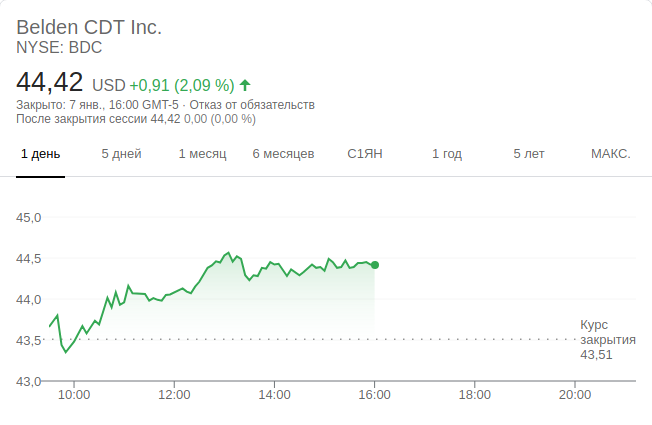 Belden CDT Inc.
NYSE: BDC
44,42 USD +0,91 (2,09 %)
Закрыто: 7 янв., 16:00 GMT-5 · Отказ от обязательств
После закрытия сессии 44,42 0,00 (0,00 %)
1 день 5 дней 1 месяц 6 месяцев С1ЯН 1 год 5 лет МАКС.
45,0
44,5
44,0
43,5
43,0
Курс
закрытия
43,51
10:00 12:00 14:00 16:00 18:00 20:00